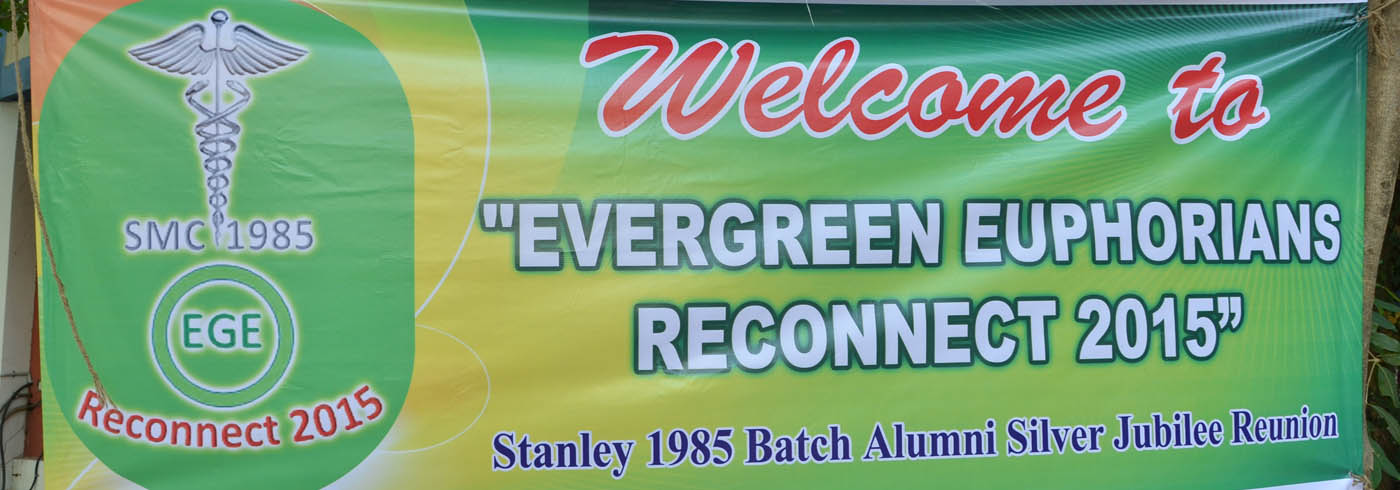 SMC 1985
EGE
Reconnect 2015
Welcome to
"EVERGREEN EUPHORIANS
RECONNECT 2015”
Stanley 1985 Batch Alumni Silver Jubilee Reunion